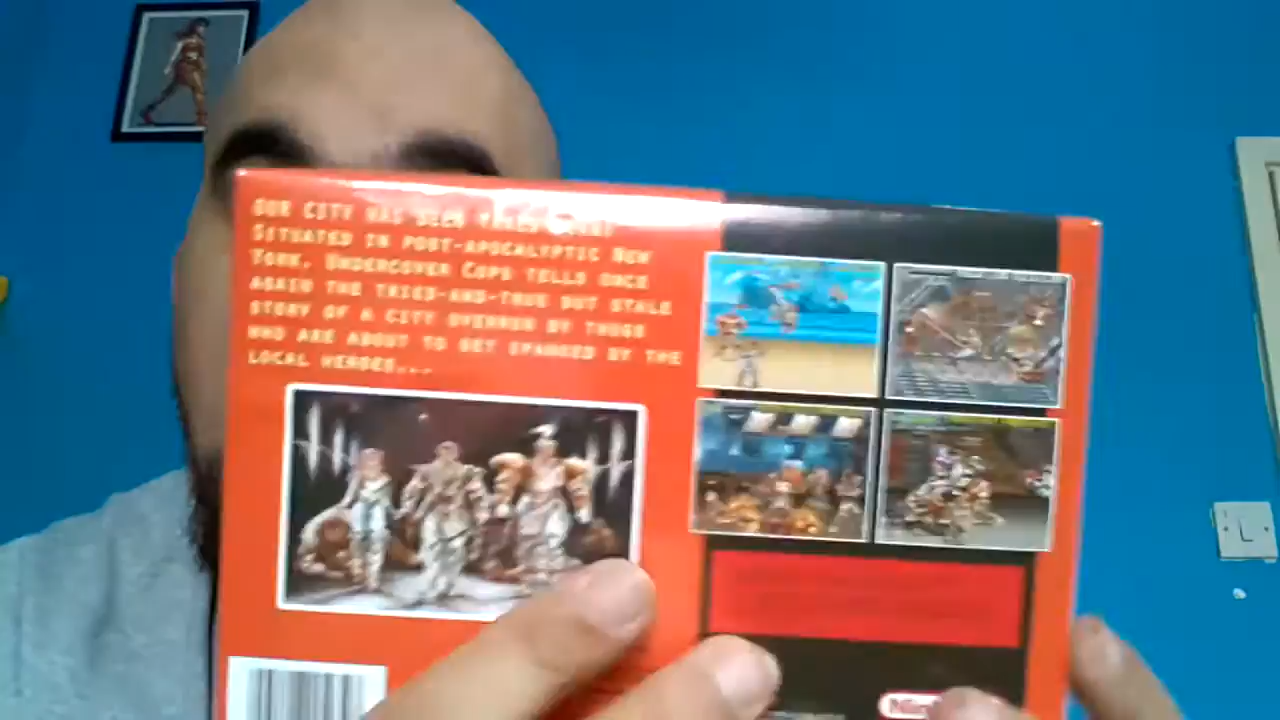 OUR CITY HAS BEEN TAKEN OVER!
SITUATED IN POST-APOCALYPTIC NEW
YORK, UNDERCOVER COPS TELLS ONCE
AGAIN THE TRIED-AND-TRUE BUT STALE
STORY OF A CITY OVERRUN BY THUGS
WHO ARE ABOUT TO GET SPANKED BY THE
LOCAL HEROES...